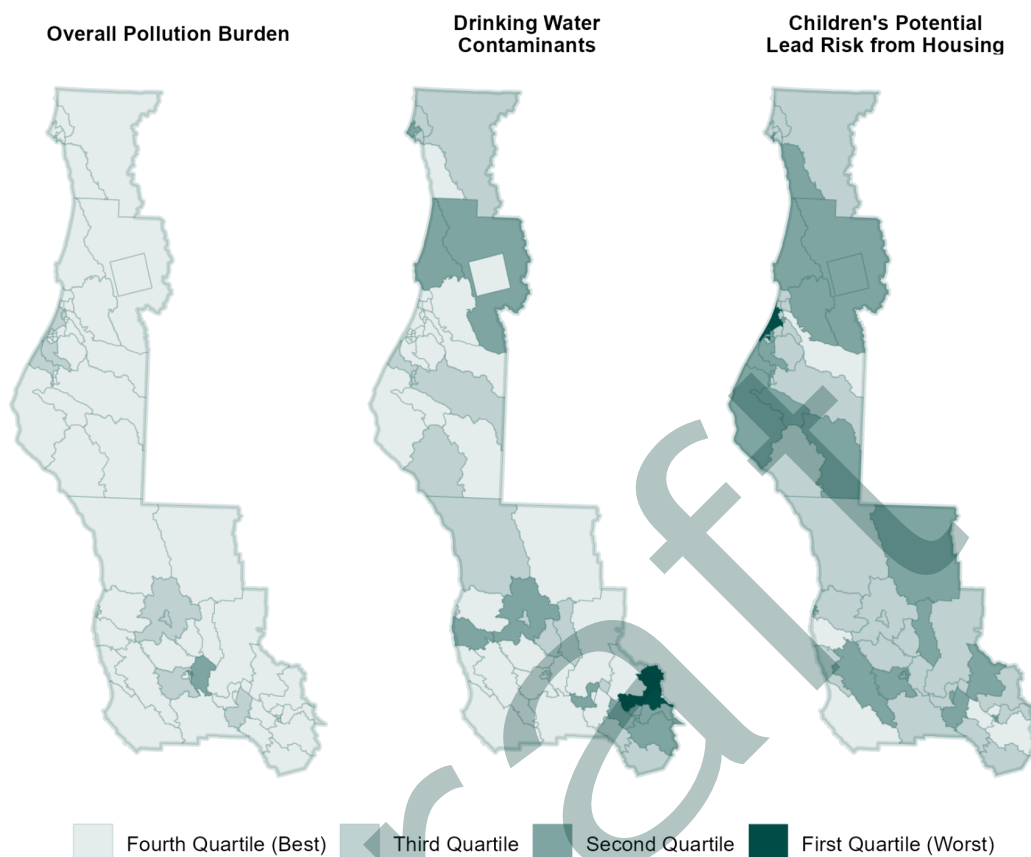 Overall Pollution Burden
Drinking Water
Contaminants
Children's Potential
Lead Risk from Housing
Fourth Quartile (Best)
Third Quartile
Second Quartile
First Quartile (Worst)
raft